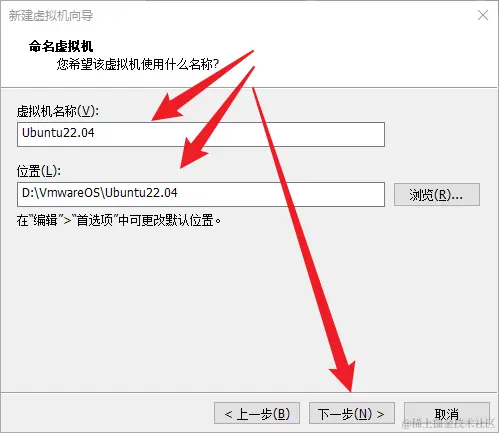 新建虚拟机向导
命名虚拟机
您希望该虚拟机使用什么名称?
虚拟机名称(V):
Ubuntu22.04
位置(L):
D:\VmwareOS\Ubuntu22.04
浏览(R)...
在“编辑”>“首选项”中可更改默认位置。
< 上一步(B)
下一步(N) >
取消
@稀土掘金技术社区